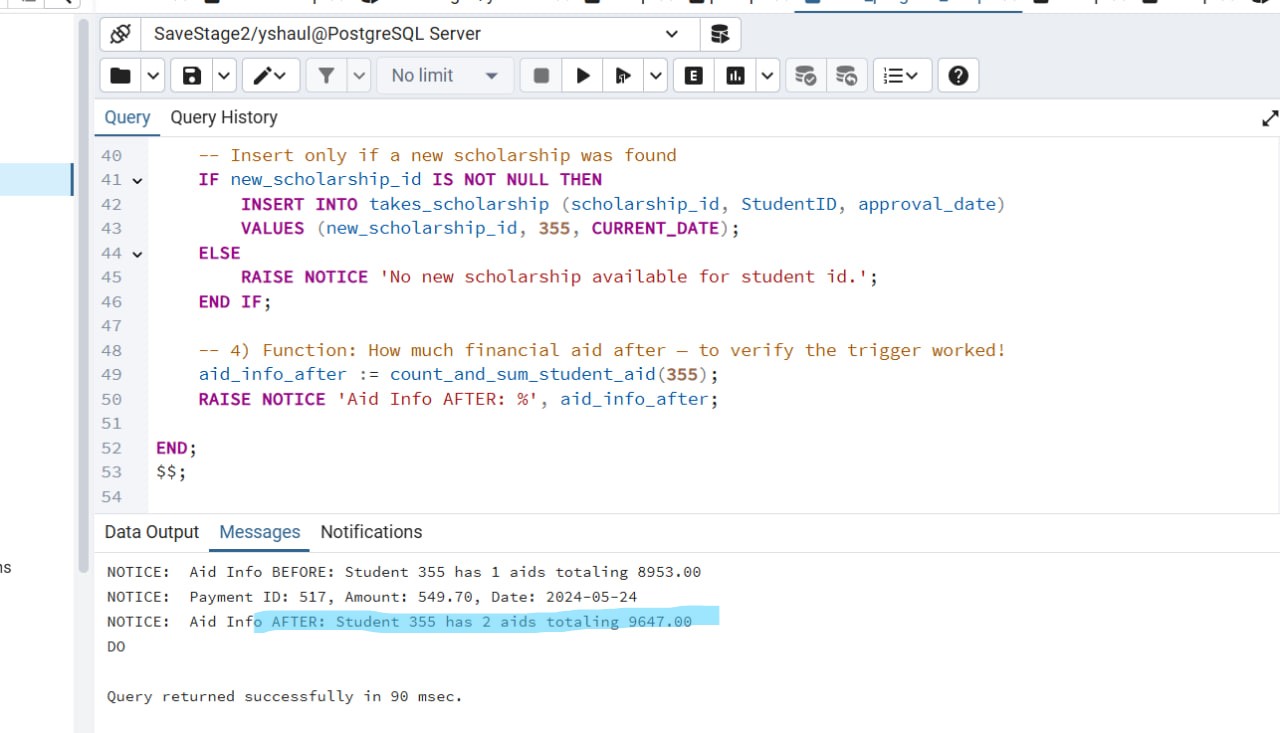 SaveStage2/yshaul@PostgreSQL Server
No limit
E
Query Query History
40 -- Insert only if a new scholarship was found
41 IF new_scholarship_id IS NOT NULL THEN
42 INSERT INTO takes_scholarship (scholarship_id, StudentID, approval_date)
43 VALUES (new_scholarship_id, 355, CURRENT_DATE);
44 ELSE
45 RAISE NOTICE 'No new scholarship available for student id.';
46 END IF;
47
48 -- 4) Function: How much financial aid after – to verify the trigger worked!
49 aid_info_after := count_and_sum_student_aid(355);
50 RAISE NOTICE 'Aid Info AFTER: %', aid_info_after;
51
52 END;
53 $$;
54
Data Output Messages Notifications
NOTICE: Aid Info BEFORE: Student 355 has 1 aids totaling 8953.00
NOTICE: Payment ID: 517, Amount: 549.70, Date: 2024-05-24
NOTICE: Aid Info AFTER: Student 355 has 2 aids totaling 9647.00
DO
Query returned successfully in 90 msec.